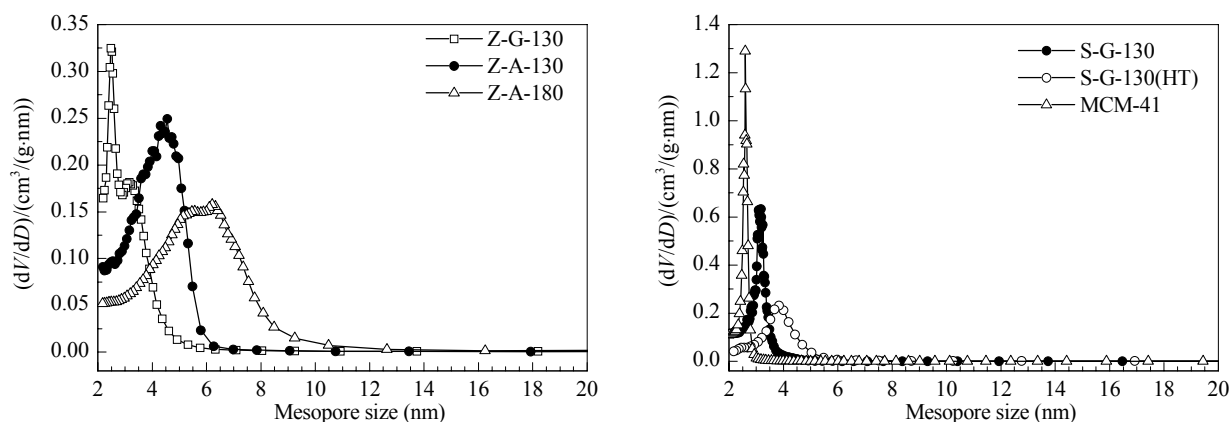 0.35
0.30
0.25
0.20
0.15
0.10
0.05
0.00
(dV/dD)/(cm³/(g·nm))
Z-G-130
Z-A-130
Z-A-180
2 4 6 8 10 12 14 16 18 20
Mesopore size (nm)
1.4
1.2
1.0
0.8
0.6
0.4
0.2
0.0
(dV/dD)/(cm³/(g·nm))
S-G-130
S-G-130(HT)
MCM-41
2 4 6 8 10 12 14 16 18 20
Mesopore size (nm)